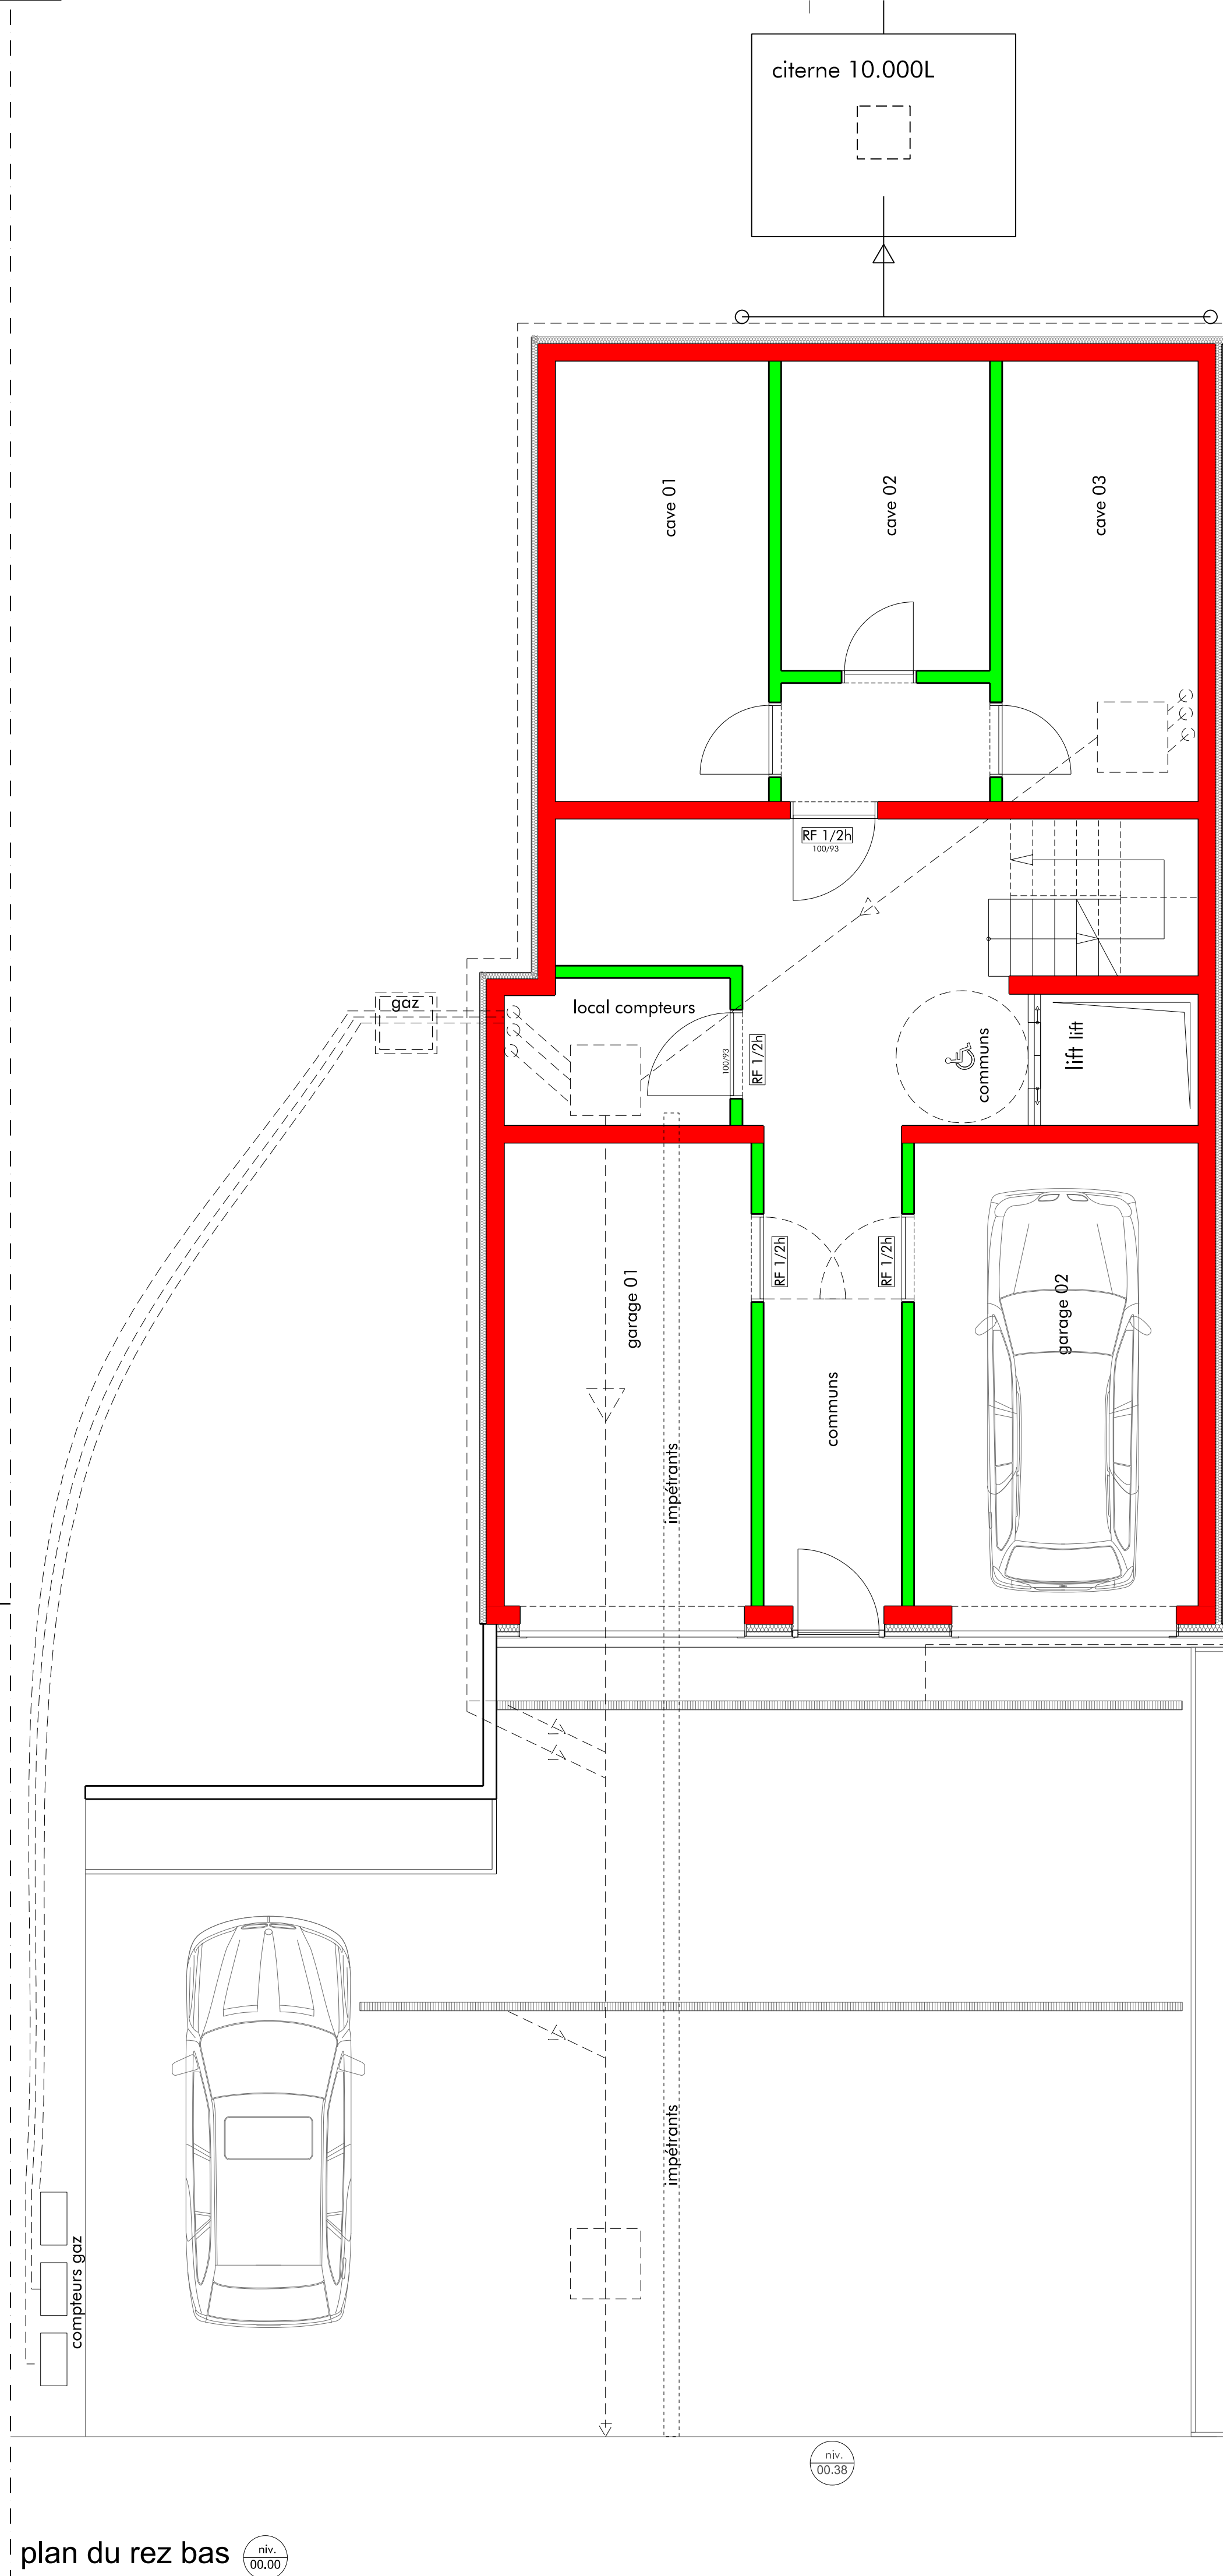 citerne 10.000L
cave 01
cave 02
cave 03
RF 1/2h
100/93
gaz
local compteurs
100/93
RF 1/2h
communs
lift lift
RF 1/2h
RF 1/2h
garage 01
garage 02
communs
impétrants
impétrants
compteurs gaz
niv.
00.38
plan du rez bas
niv.
00.00